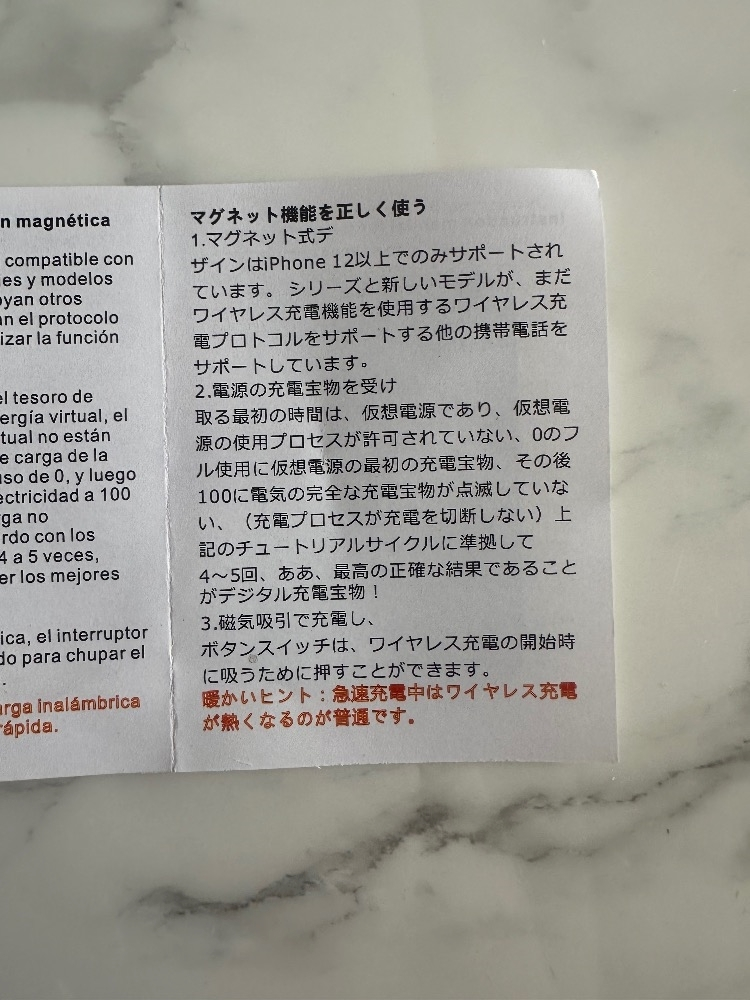 n magnética
compatible con
es y modelos
oyan otros
an el protocolo
izar la función
el tesoro de
ergía virtual, el
tual no están
e carga de la
uso de 0, y luego
ectricidad a 100
rga no
rdo con los
4 a 5 veces,
er los mejores
ica, el interruptor
do para chupar el
.
arga inalámbrica
rápida.
マグネット機能を正しく使う
1.マグネット式デ
ザインはiPhone 12以上でのみサポートされ
ています。 シリーズと新しいモデルが、まだ
ワイヤレス充電機能を使用するワイヤレス充
電プロトコルをサポートする他の携帯電話を
サポートしています。
2.電源の充電宝物を受け
取る最初の時間は、仮想電源であり、仮想電
源の使用プロセスが許可されていない、0のフ
ル使用に仮想電源の最初の充電宝物、その後
100に電気の完全な充電宝物が点滅していな
い、（充電プロセスが充電を切断しない）上
記のチュートリアルサイクルに準拠して
4～5回、ああ、最高の正確な結果であること
がデジタル充電宝物！
3.磁気吸引で充電し、
ボタンスイッチは、ワイヤレス充電の開始時
に吸うために押すことができます。
暖かいヒント：急速充電中はワイヤレス充電
が熱くなるのが普通です。